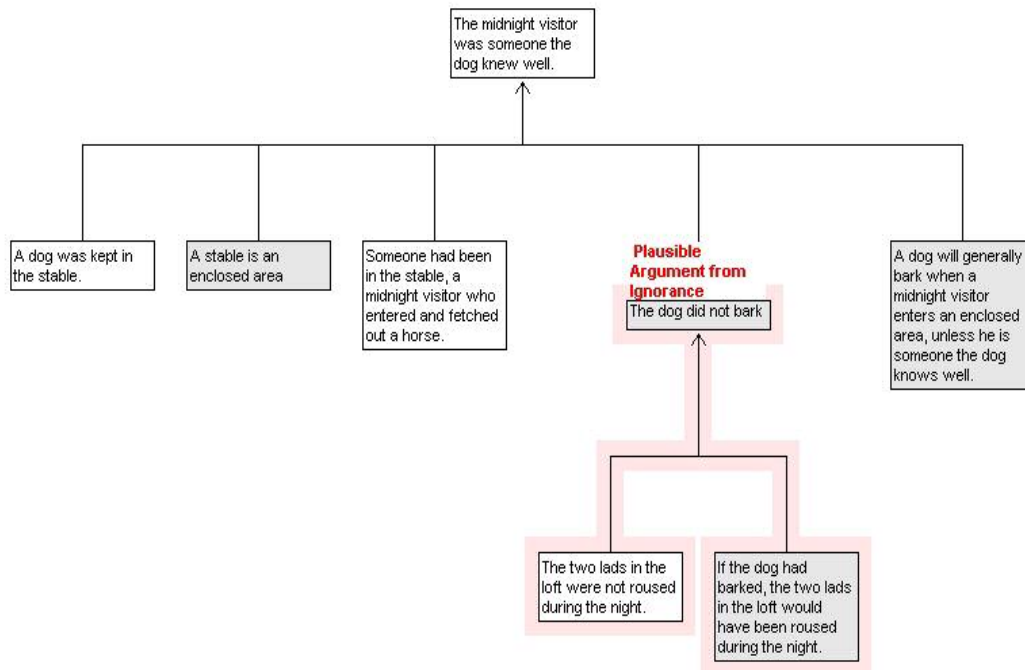 The midnight visitor
was someone the
dog knew well.
A dog was kept in
the stable.
A stable is an
enclosed area
Someone had been
in the stable, a
midnight visitor who
entered and fetched
out a horse.
Plausible
Argument from
Ignorance
The dog did not bark
A dog will generally
bark when a
midnight visitor
enters an enclosed
area, unless he is
someone the dog
knows well.
The two lads in the
loft were not roused
during the night.
If the dog had
barked, the two lads
in the loft would
have been roused
during the night.